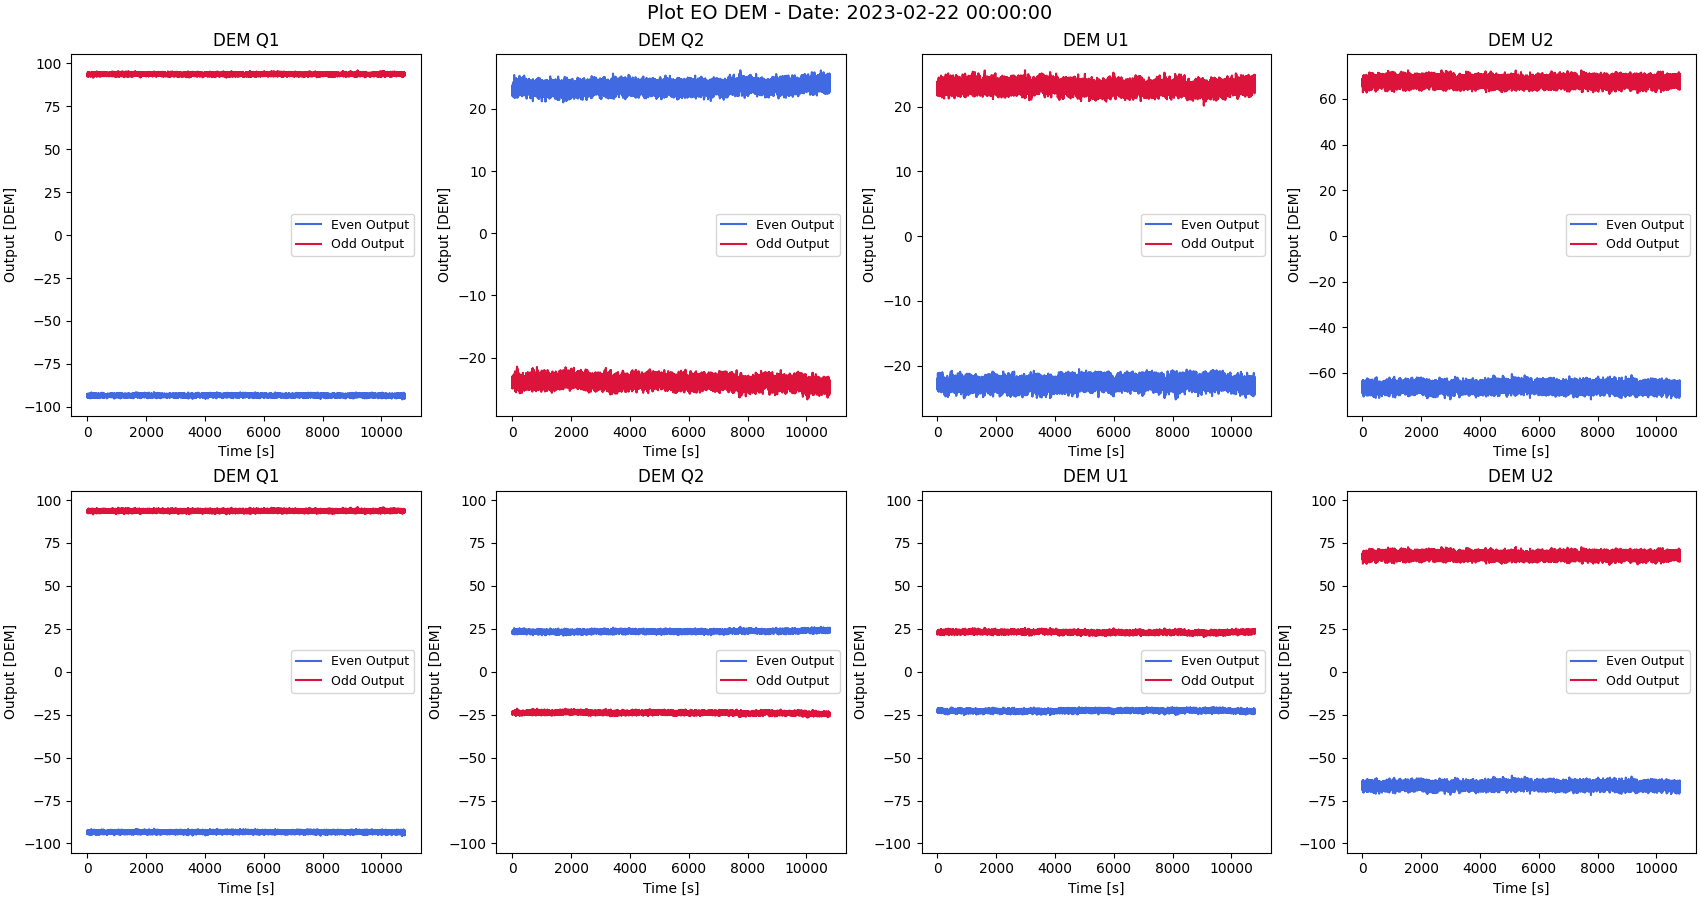 Plot EO DEM - Date: 2023-02-22 00:00:00
DEM Q1
DEM Q2
DEM U1
DEM U2
100
75
50
25
0
−25
−50
−75
−100
Output [DEM]
Even Output
Odd Output
0 2000 4000 6000 8000 10000
Time [s]
20
10
0
−10
−20
Output [DEM]
Even Output
Odd Output
0 2000 4000 6000 8000 10000
Time [s]
20
10
0
−10
−20
Output [DEM]
Even Output
Odd Output
0 2000 4000 6000 8000 10000
Time [s]
60
40
20
0
−20
−40
−60
Output [DEM]
Even Output
Odd Output
0 2000 4000 6000 8000 10000
Time [s]
DEM Q1
DEM Q2
DEM U1
DEM U2
100
75
50
25
0
−25
−50
−75
−100
Output [DEM]
Even Output
Odd Output
0 2000 4000 6000 8000 10000
Time [s]
100
75
50
25
0
−25
−50
−75
−100
Output [DEM]
Even Output
Odd Output
0 2000 4000 6000 8000 10000
Time [s]
100
75
50
25
0
−25
−50
−75
−100
Output [DEM]
Even Output
Odd Output
0 2000 4000 6000 8000 10000
Time [s]
100
75
50
25
0
−25
−50
−75
−100
Output [DEM]
Even Output
Odd Output
0 2000 4000 6000 8000 10000
Time [s]